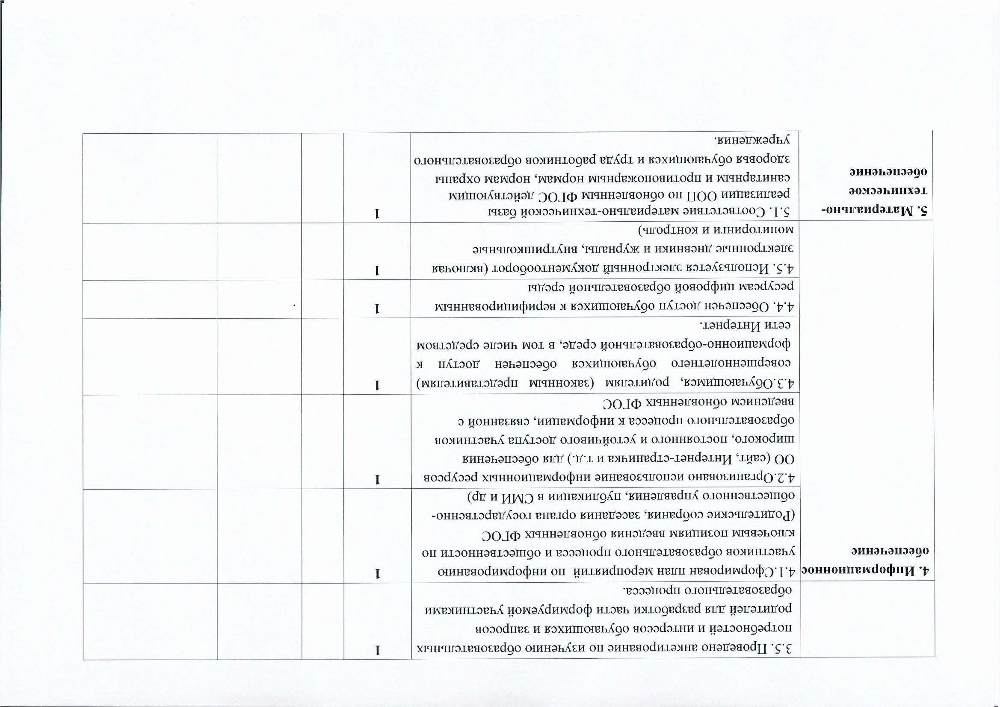 3.5. Проведено анкетирование по изучению образовательных
потребностей и интересов обучающихся и запросов
родителей для разработки части формируемой участниками
образовательного процесса.
1
4. Информационное
обеспечение
4.1.Сформирован план мероприятий по информированию
участников образовательного процесса и общественности по
ключевым позициям введения обновленных ФГОС
(Родительские собрания, заседания органа государственно-
общественного управления, публикации в СМИ и др)
1
4.2.Организовано использование информационных ресурсов
ОО (сайт, Интернет-страничка и т.д.) для обеспечения
широкого, постоянного и устойчивого доступа участников
образовательного процесса к информации, связанной с
введением обновленных ФГОС
1
4.3.Обучающимся, родителям (законным представителям)
совершеннолетнего обучающихся обеспечен доступ к
формационно-образовательной среде, в том числе средством
сети Интернет.
1
4.4. Обеспечен доступ обучающихся к верифицированным
ресурсам цифровой образовательной среды
1
4.5. Используется электронный документооборот (включая
электронные дневники и журналы, внутришкольные
мониторинги и контроль)
1
5. Материально-
техническое
обеспечение
5.1. Соответствие материально-технической базы
реализации ООП по обновленным ФГОС действующим
санитарным и противопожарным нормам, нормам охраны
здоровья обучающихся и труда работников образовательного
учреждения.
1